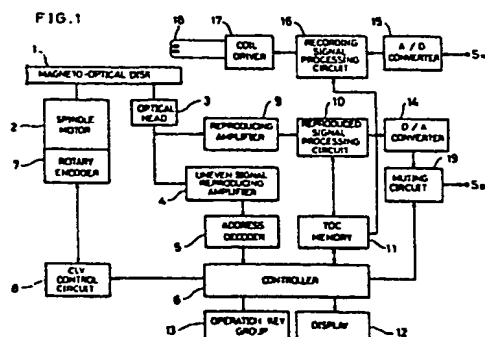 FIG.1
18 17 16 15
COIL DRIVER
RECORDING SIGNAL PROCESSING CIRCUIT
A / D CONVERTER
1
MAGNETO-OPTICAL DISK
3
OPTICAL HEAD
9 10 14
2
SPINDLE MOTOR
REPRODUCING AMPLIFIER
REPRODUCED SIGNAL PROCESSING CIRCUIT
D / A CONVERTER
7
ROTARY ENCODER
19
UNEVEN SIGNAL REPRODUCING AMPLIFIER
4
MUTING CIRCUIT
5
ADDRESS DECODER
TOC MEMORY
11
8
CLV CONTROL CIRCUIT
CONTROLLER
6
13
OPERATION KEY GROUP
DISPLAY
12